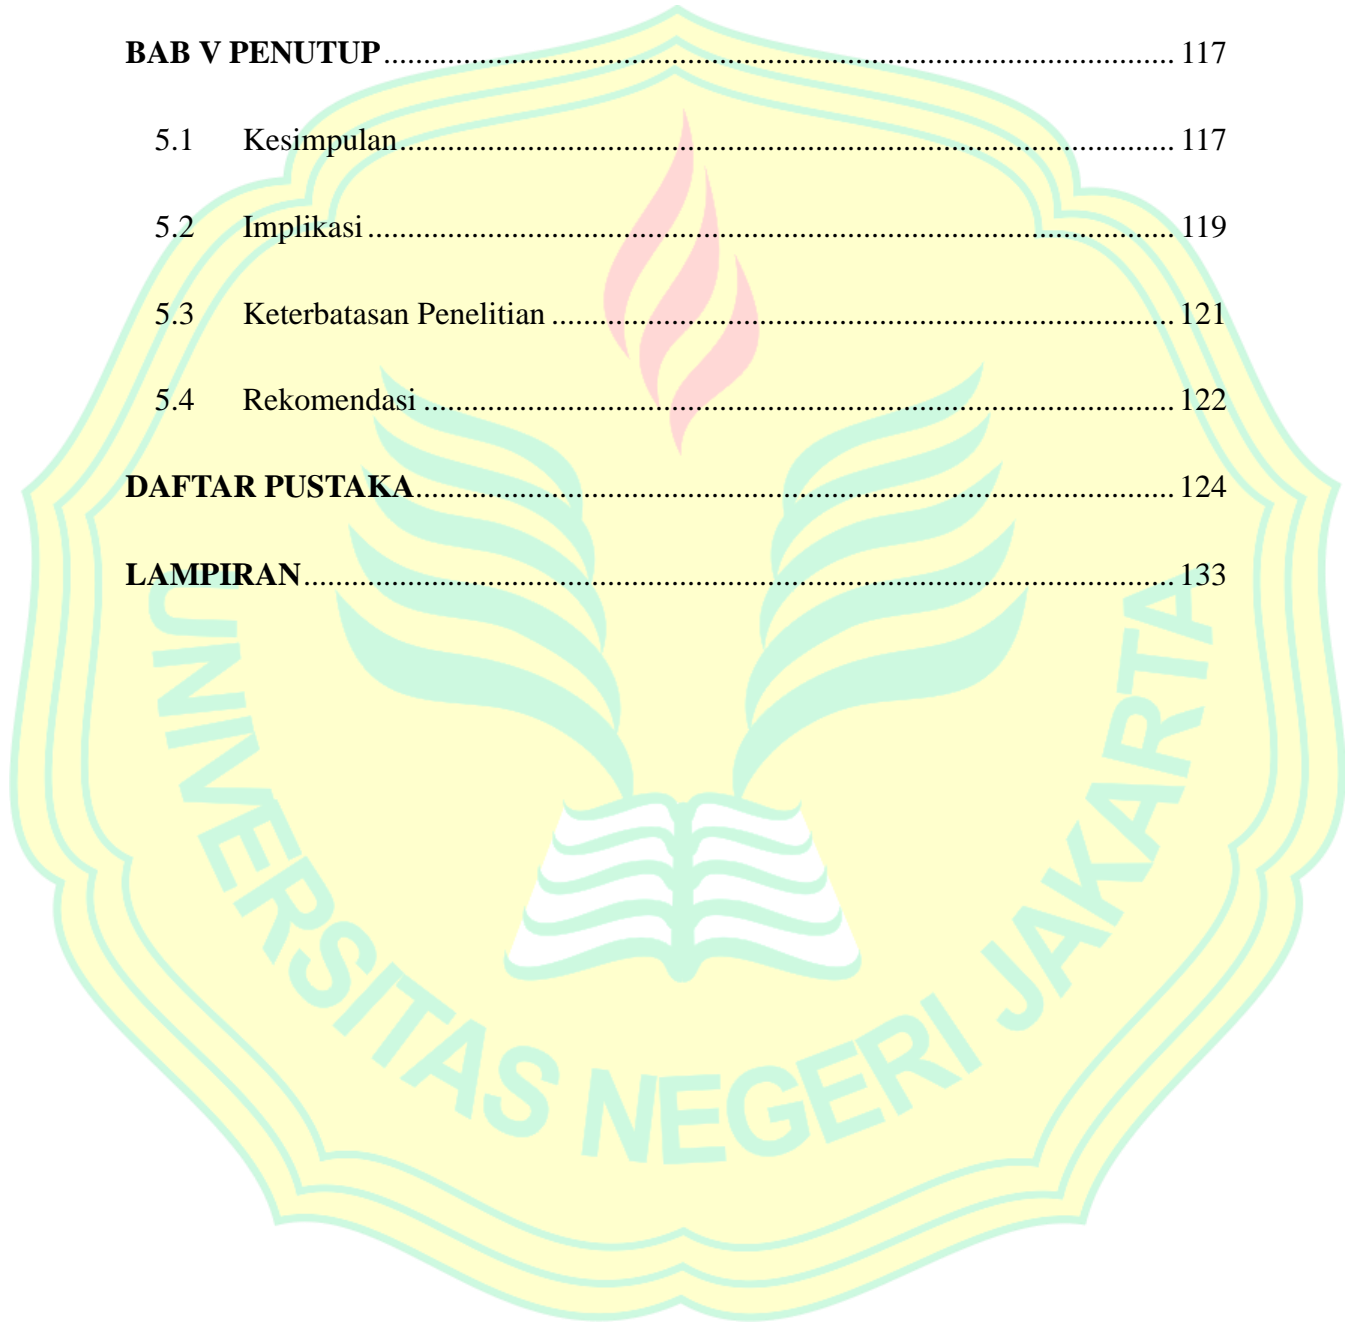 BAB V PENUTUP.......................................................................................... 117
5.1 Kesimpulan.......................................................................................... 117
5.2 Implikasi.......................................................................................... 119
5.3 Keterbatasan Penelitian.......................................................................................... 121
5.4 Rekomendasi.......................................................................................... 122
DAFTAR PUSTAKA.......................................................................................... 124
LAMPIRAN.......................................................................................... 133
UNIVERSITAS NEGERI JAKARTA